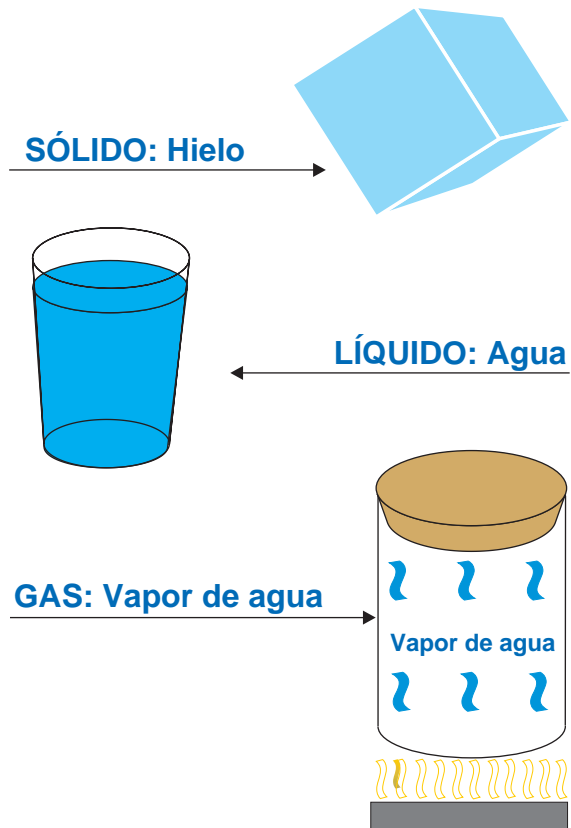 SÓLIDO: Hielo
LÍQUIDO: Agua
GAS: Vapor de agua
Vapor de agua